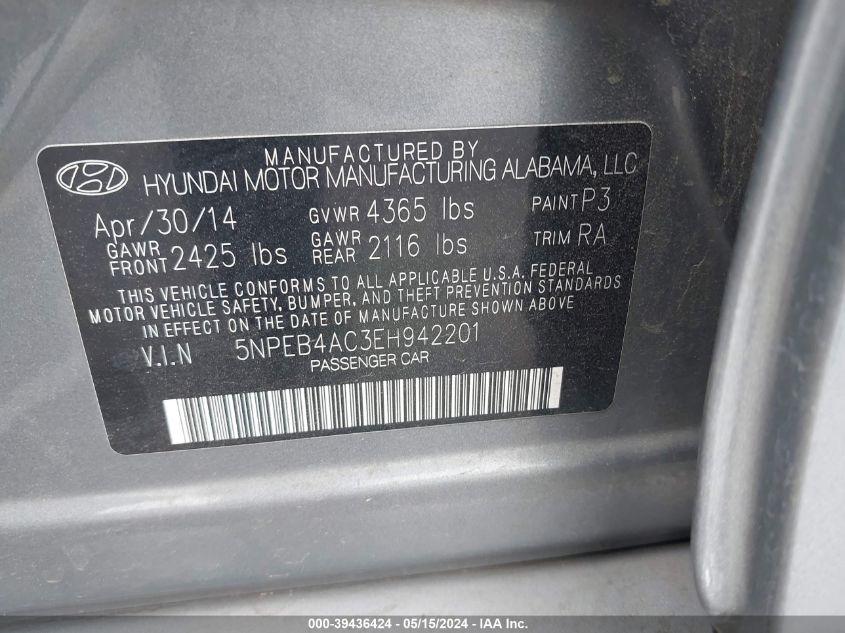 MANUFACTURED BY
HYUNDAI MOTOR MANUFACTURING ALABAMA, LLC
Apr/30/14 GVWR 4365 lbs PAINT P3
GAWR FRONT 2425 lbs GAWR REAR 2116 lbs TRIM RA
THIS VEHICLE CONFORMS TO ALL APPLICABLE U.S.A. FEDERAL
MOTOR VEHICLE SAFETY, BUMPER, AND THEFT PREVENTION STANDARDS
IN EFFECT ON THE DATE OF MANUFACTURE SHOWN ABOVE
V.I.N 5NPEB4AC3EH942201
PASSENGER CAR
000-39436424 - 05/15/2024 - IAA Inc.